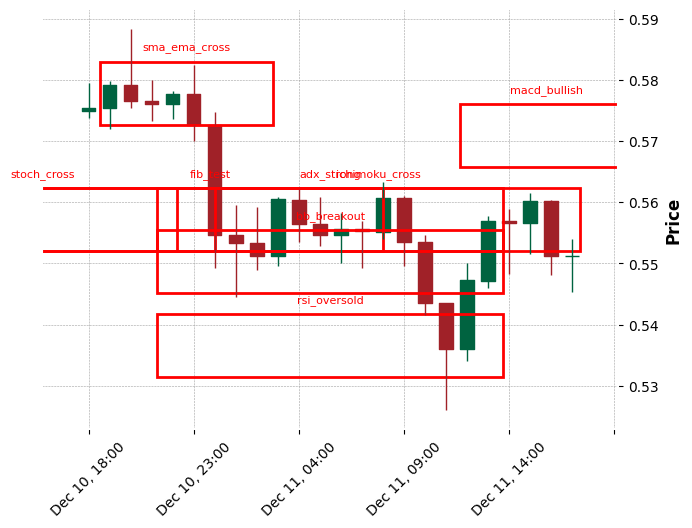 0.59
sma_ema_cross
0.58
macd_bullish
0.57
stoch_cross
adx_strong
ichimoku_cross
0.56
0.55
rsi_oversold
0.54
0.53
Price
Dec 10, 18:00
Dec 10, 23:00
Dec 11, 04:00
Dec 11, 09:00
Dec 11, 14:00